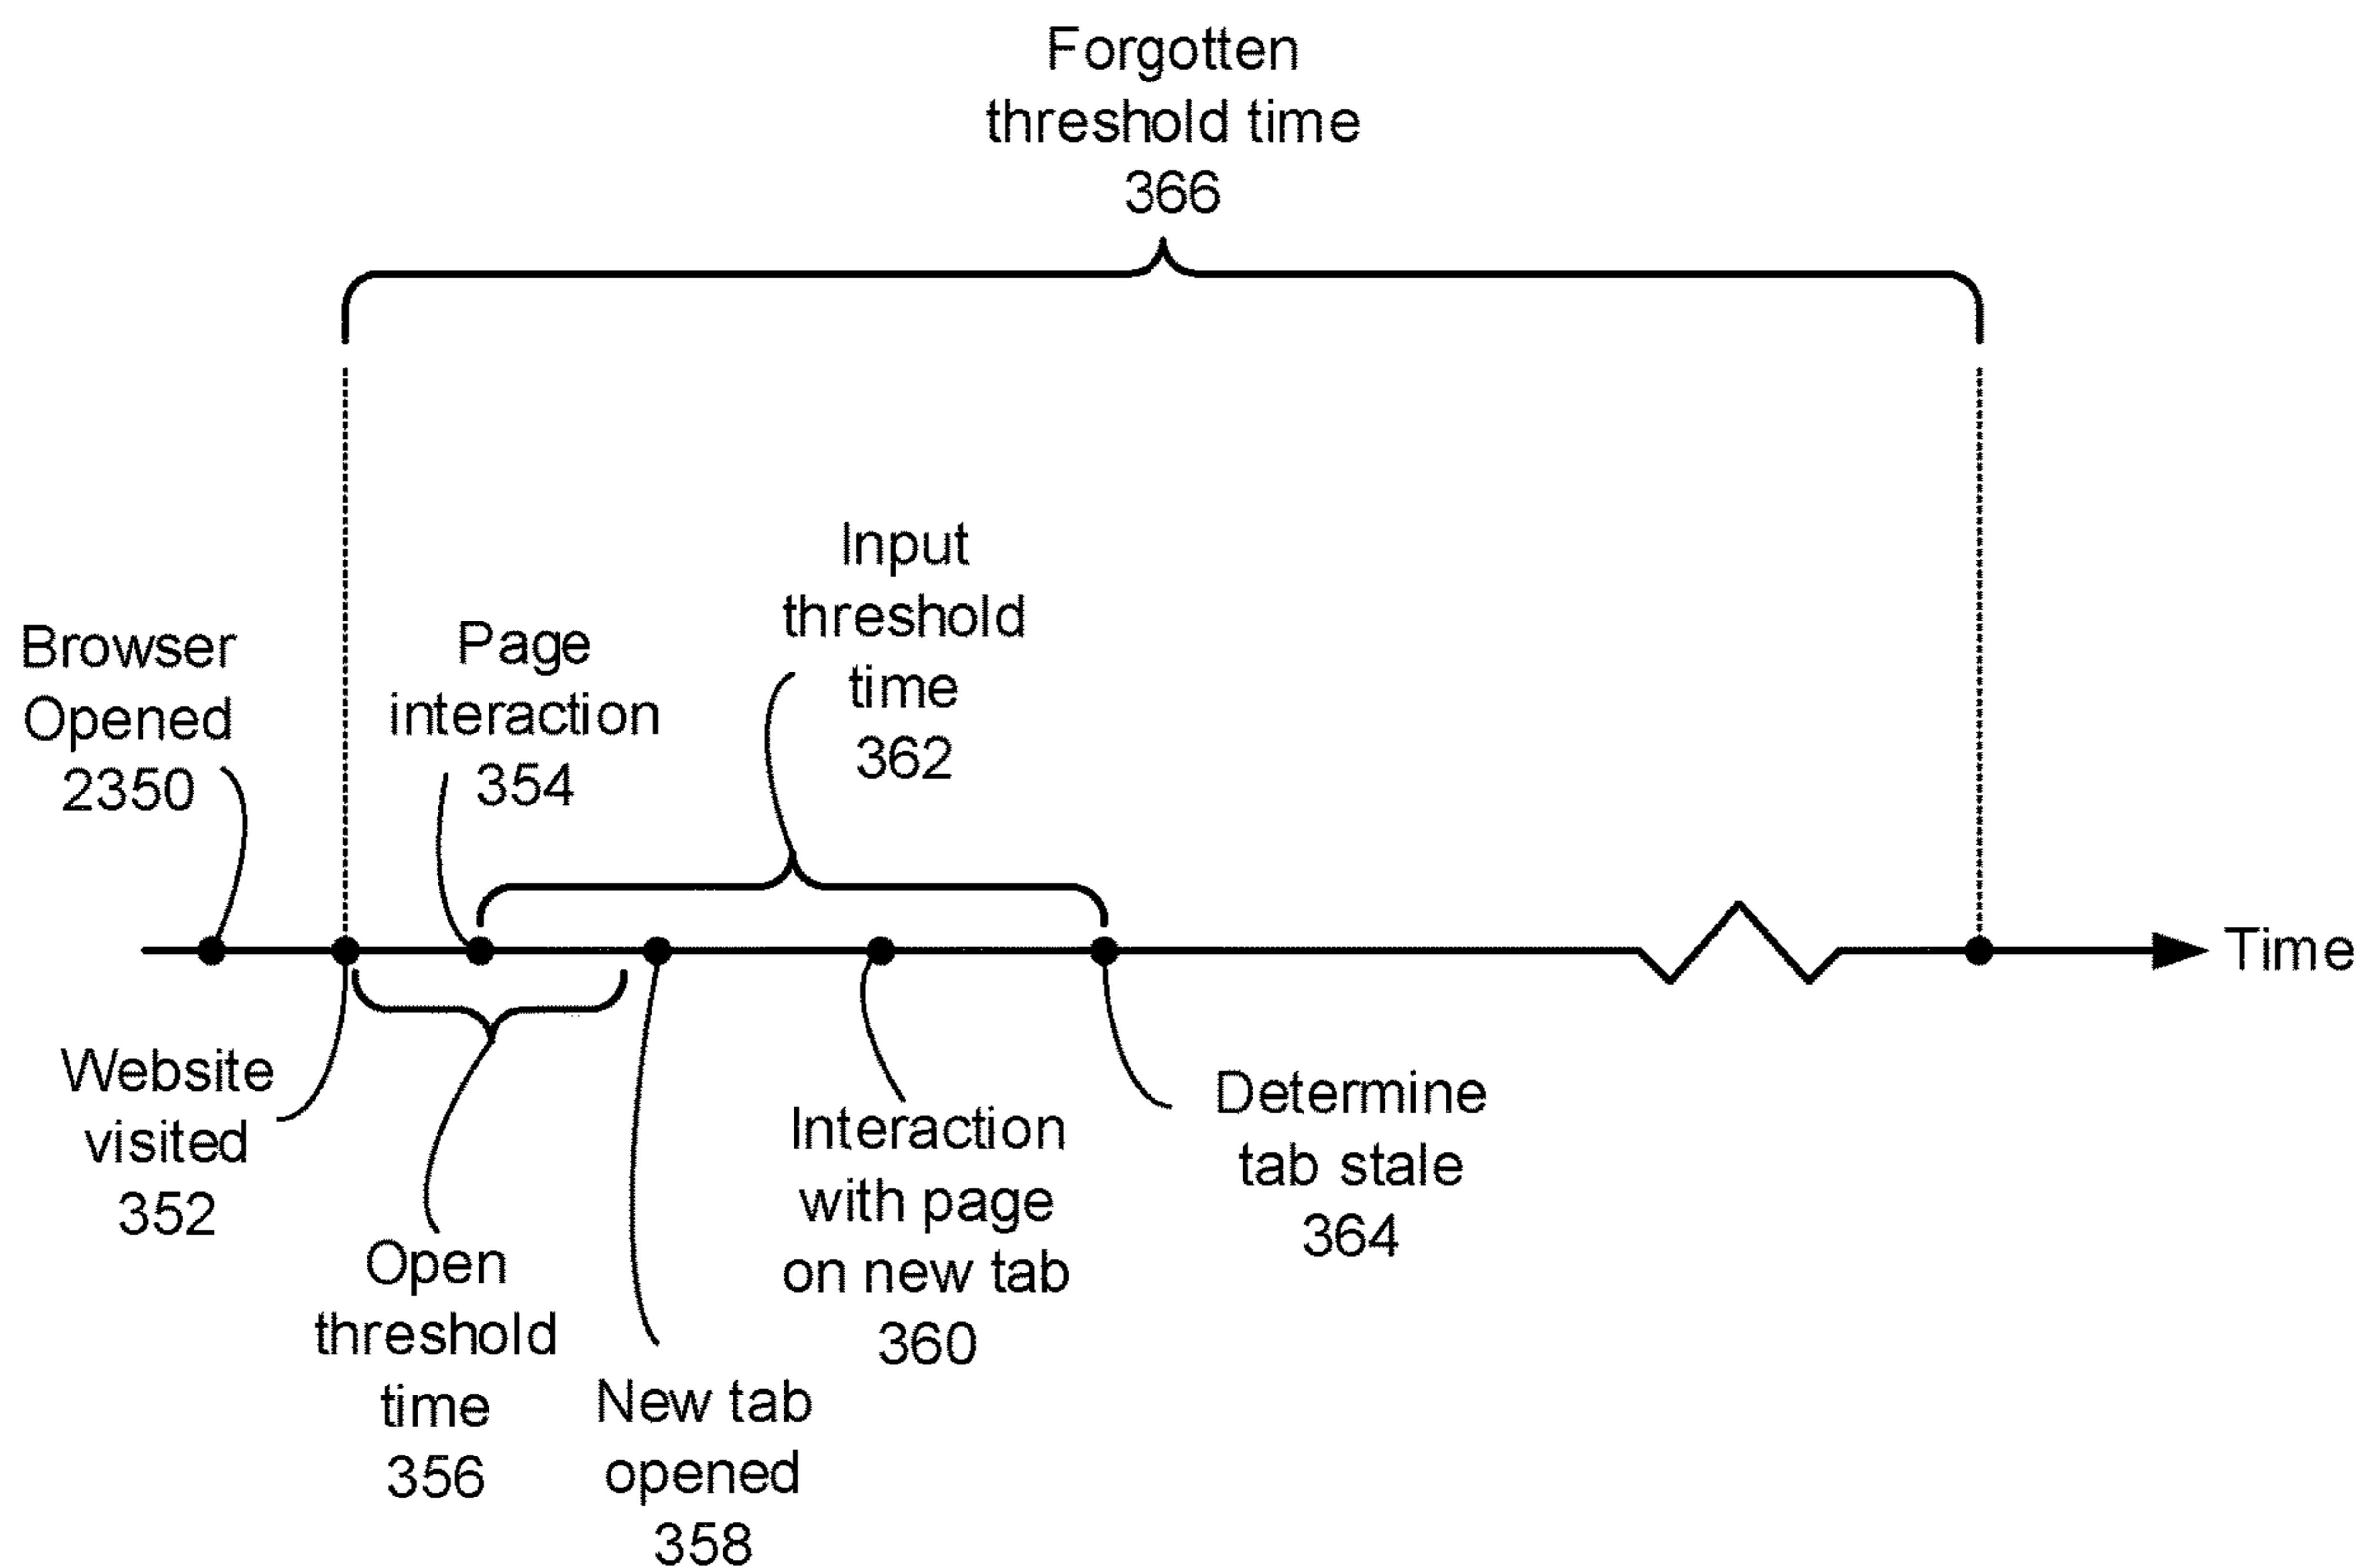 Forgotten
threshold time
366
Input
threshold
time
362
Browser
Opened
2350
Page
interaction
354
Time
Website
visited
352
Open
threshold
time
356
New tab
opened
358
Interaction
with page
on new tab
360
Determine
tab stale
364